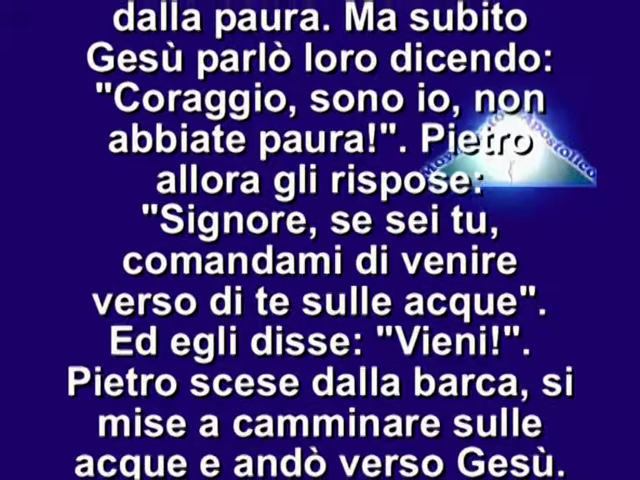 dalla paura. Ma subito
Gesù parlò loro dicendo:
"Coraggio, sono io, non
abbiate paura!". Pietro
allora gli rispose:
"Signore, se sei tu,
comandami di venire
verso di te sulle acque".
Ed egli disse: "Vieni!".
Pietro scese dalla barca, si
mise a camminare sulle
acque e andò verso Gesù.
Apostolico